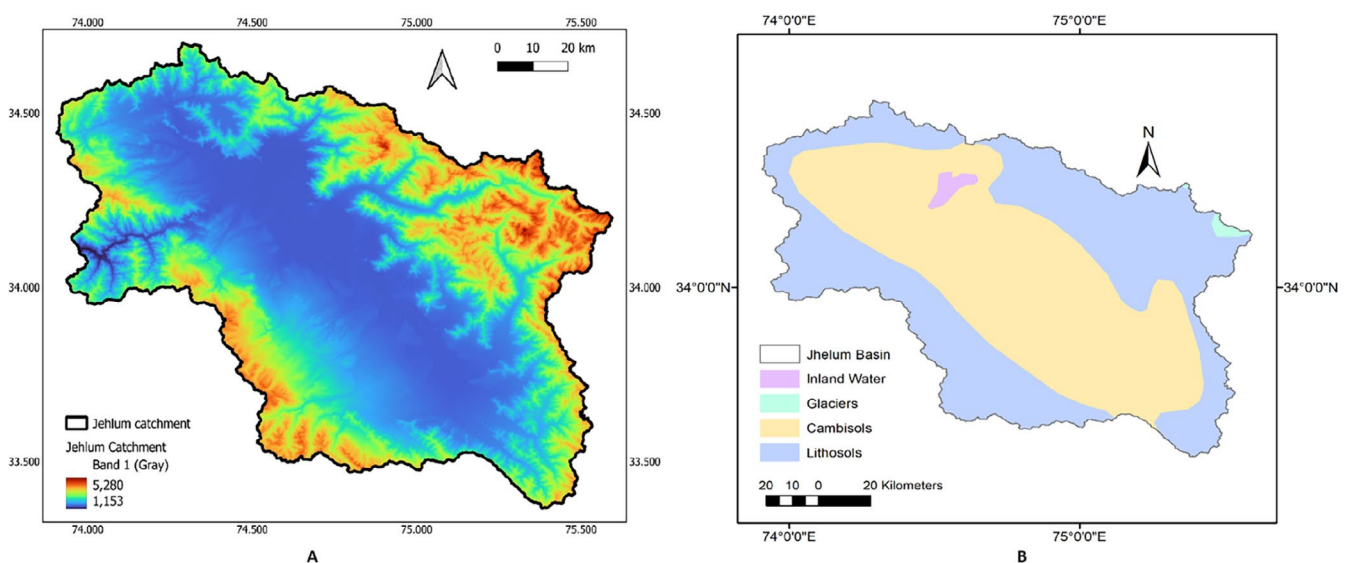 74.000 74.500 75.000 75.500
0 10 20 km
34.500 34.500
34.000 34.000
33.500 33.500
Jehlum catchment
Jehlum Catchment
Band 1 (Gray)
5,280
1,153
74.000 74.500 75.000 75.500
A
74°0'0"E 75°0'0"E
N
34°0'0"N 34°0'0"N
Jhelum Basin
Inland Water
Glaciers
Cambisols
Lithosols
20 10 0 20 Kilometers
74°0'0"E 75°0'0"E
B